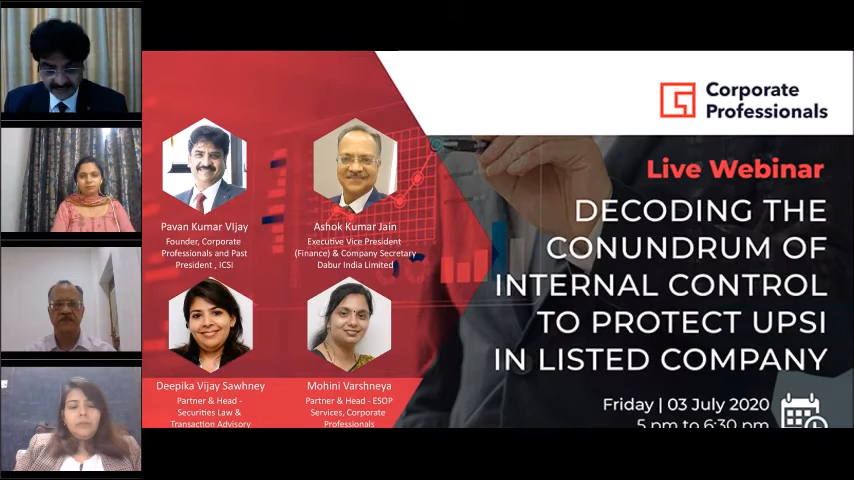 Corporate
Professionals
Live Webinar
DECODING THE
CONUNDRUM OF
INTERNAL CONTROL
TO PROTECT UPSI
IN LISTED COMPANY
Friday | 03 July 2020
5 pm to 6:30 pm
Pavan Kumar VIjay
Founder, Corporate
Professionals and Past
President , ICSI
Ashok Kumar Jain
Executive Vice President
(Finance) & Company Secretary
Dabur India Limited
Deepika Vijay Sawhney
Partner & Head -
Securities Law &
Transaction Advisory
Mohini Varshneya
Partner & Head - ESOP
Services, Corporate
Professionals